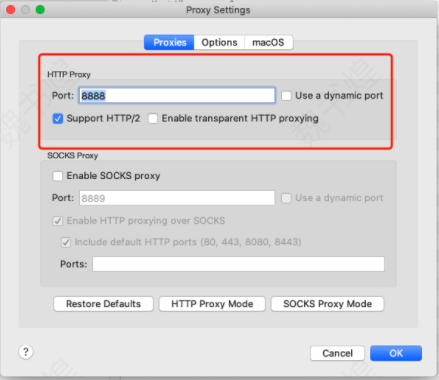 Proxy Settings
Proxies Options macOS
HTTP Proxy
Port: 8888 Use a dynamic port
Support HTTP/2 Enable transparent HTTP proxying
SOCKS Proxy
Enable SOCKS proxy
Port: 8889 Use a dynamic port
Enable HTTP proxying over SOCKS
Include default HTTP ports (80, 443, 8080, 8443)
Ports:
Restore Defaults HTTP Proxy Mode SOCKS Proxy Mode
? Cancel OK